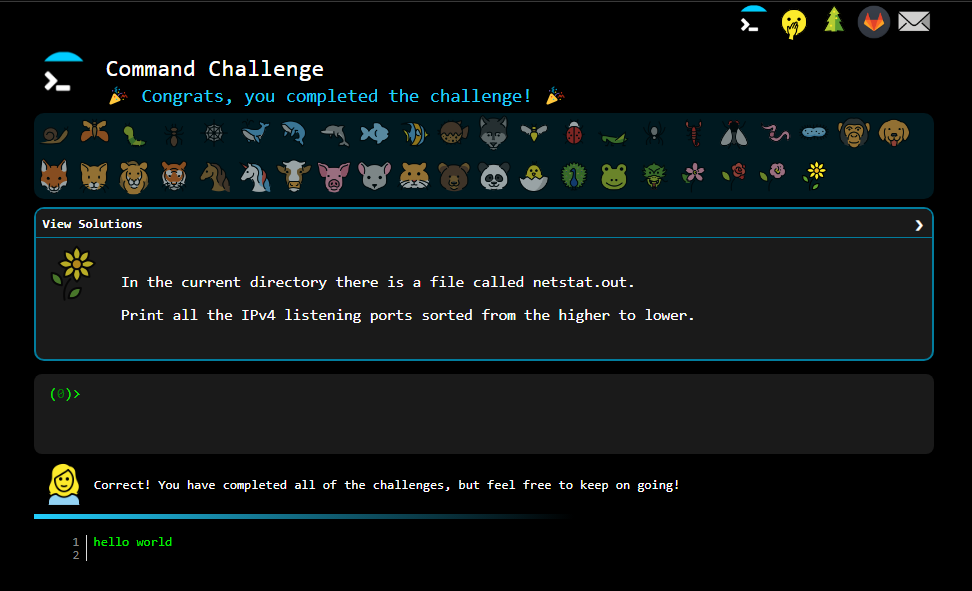 Command Challenge
🎉 Congrats, you completed the challenge! 🎉
View Solutions ❯
In the current directory there is a file called netstat.out.
Print all the IPv4 listening ports sorted from the higher to lower.
(0)>
Correct! You have completed all of the challenges, but feel free to keep on going!
1 hello world
2